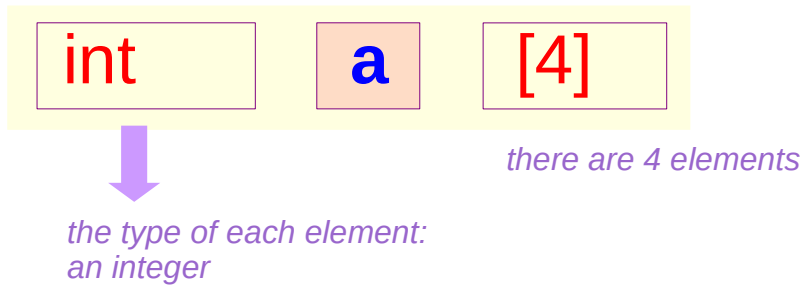 int a [4]
there are 4 elements
the type of each element:
an integer